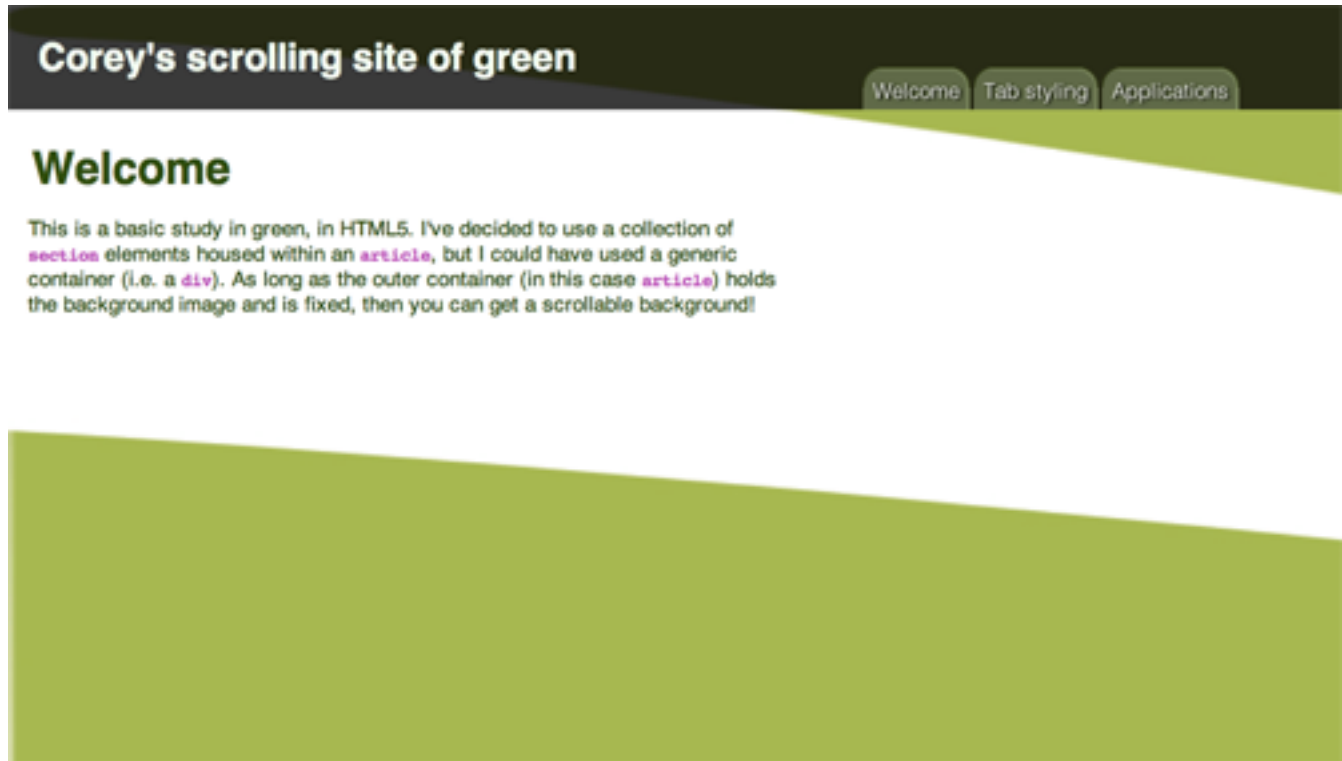 Corey's scrolling site of green
Welcome Tab styling Applications
Welcome
This is a basic study in green, in HTML5. I've decided to use a collection of
section elements housed within an article, but I could have used a generic
container (i.e. a div). As long as the outer container (in this case article) holds
the background image and is fixed, then you can get a scrollable background!